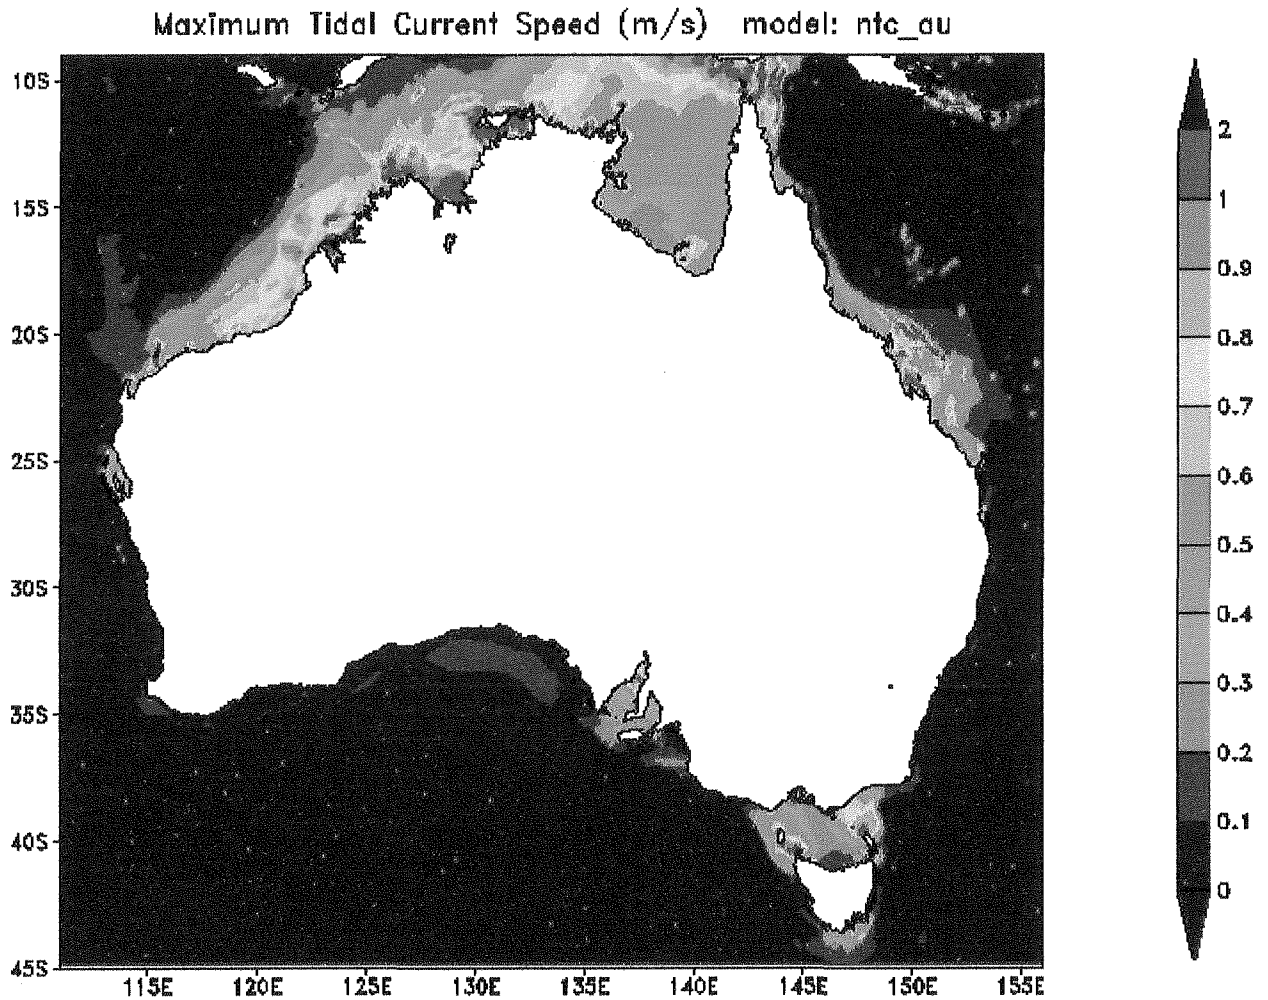 Maximum Tidal Current Speed (m/s) model: ntc_au
10S
15S
20S
25S
30S
35S
40S
45S
115E 120E 125E 130E 135E 140E 145E 150E 155E
2
1
0.9
0.8
0.7
0.6
0.5
0.4
0.3
0.2
0.1
0